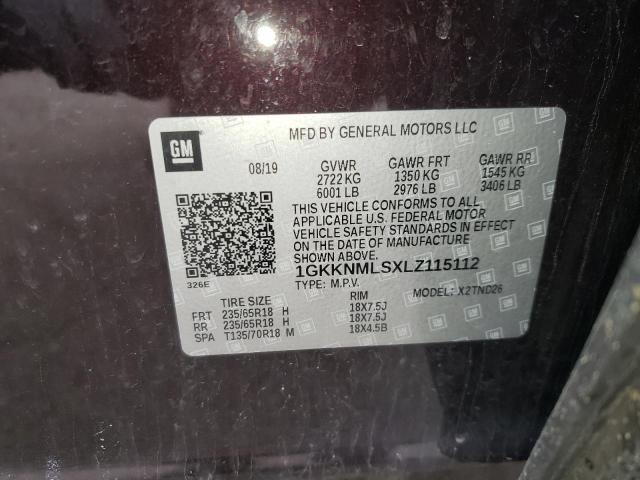 GM
MFD BY GENERAL MOTORS LLC
08/19 GVWR GAWR FRT GAWR RR
2722 KG 1350 KG 1545 KG
6001 LB 2976 LB 3406 LB
THIS VEHICLE CONFORMS TO ALL
APPLICABLE U.S. FEDERAL MOTOR
VEHICLE SAFETY STANDARDS IN EFFECT
ON THE DATE OF MANUFACTURE
SHOWN ABOVE.
1GKKNMLSXLZ115112
326E TYPE: M.P.V. MODEL: X2TND26
TIRE SIZE RIM
FRT 235/65R18 H 18X7.5J
RR 235/65R18 H 18X7.5J
SPA T135/70R18 M 18X4.5B